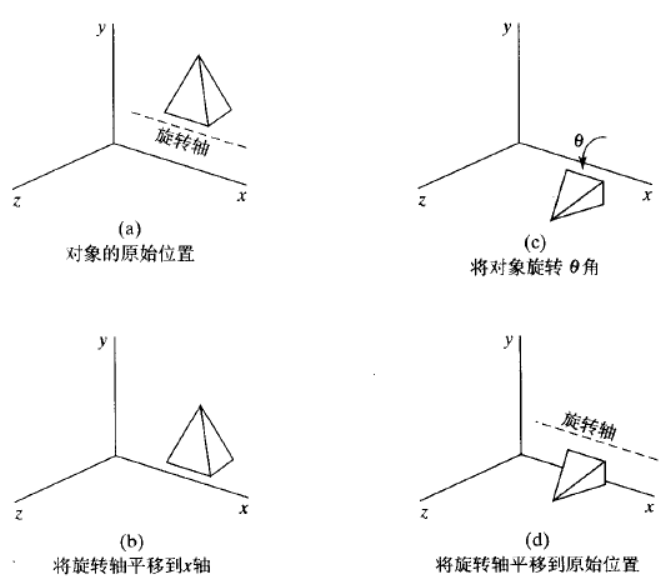 y
旋转轴
z
x
(a)
对象的原始位置
y
θ
z
x
(c)
将对象旋转 θ角
y
z
x
(b)
将旋转轴平移到x轴
y
旋转轴
z
x
(d)
将旋转轴平移到原始位置